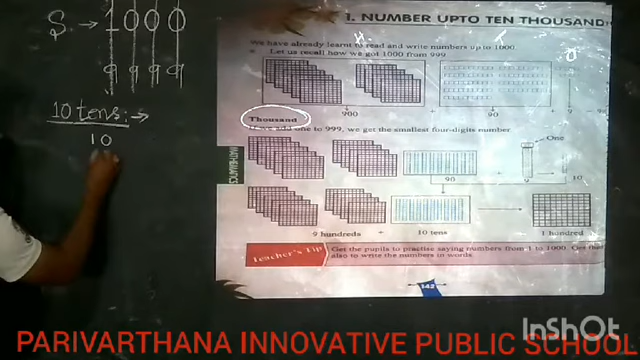 S. → 1000
9999
10 tens:→
10
1. NUMBER UPTO TEN THOUSAND
We have already learnt to read and write numbers upto 1000
Let us recall how we got 1000 from 999
H T O
900 + 90 + 9
Thousand
If we add one to 999, we get the smallest four-digits number
One
90 + 9
10
9 hundreds + 10 tens 1 hundred
MATHEMATICS
Teacher's Tip
Get the pupils to practise saying numbers from 1 to 1000. Get them
also to write the numbers in words.
142
InShOt
PARIVARTHANA INNOVATIVE PUBLIC SCHOOL